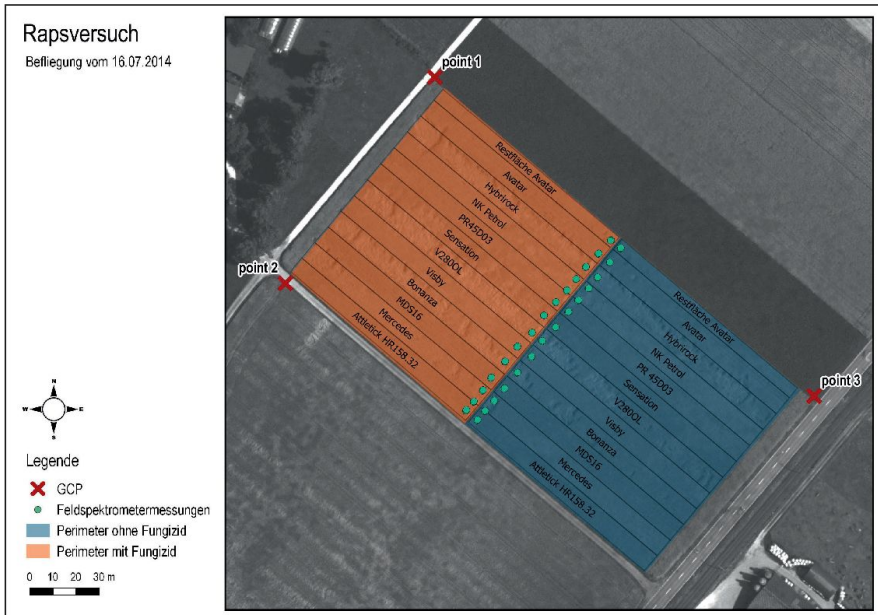 Rapsversuch
Befliegung vom 16.07.2014
point 1
point 2
point 3
Restfläche Avatar
Avatar
Hybrirock
NK Petrol
PR45D03
Sensation
V280OL
Visby
Bonanza
MDS16
Mercedes
Attletick HR158.32
Restfläche Avatar
Avatar
Hybrirock
NK Petrol
PR 45D03
Sensation
V280OL
Visby
Bonanza
MDS16
Mercedes
Attletick HR158.32
N
W E
S
Legende
GCP
Feldspektrometermessungen
Perimeter ohne Fungizid
Perimeter mit Fungizid
0 10 20 30 m